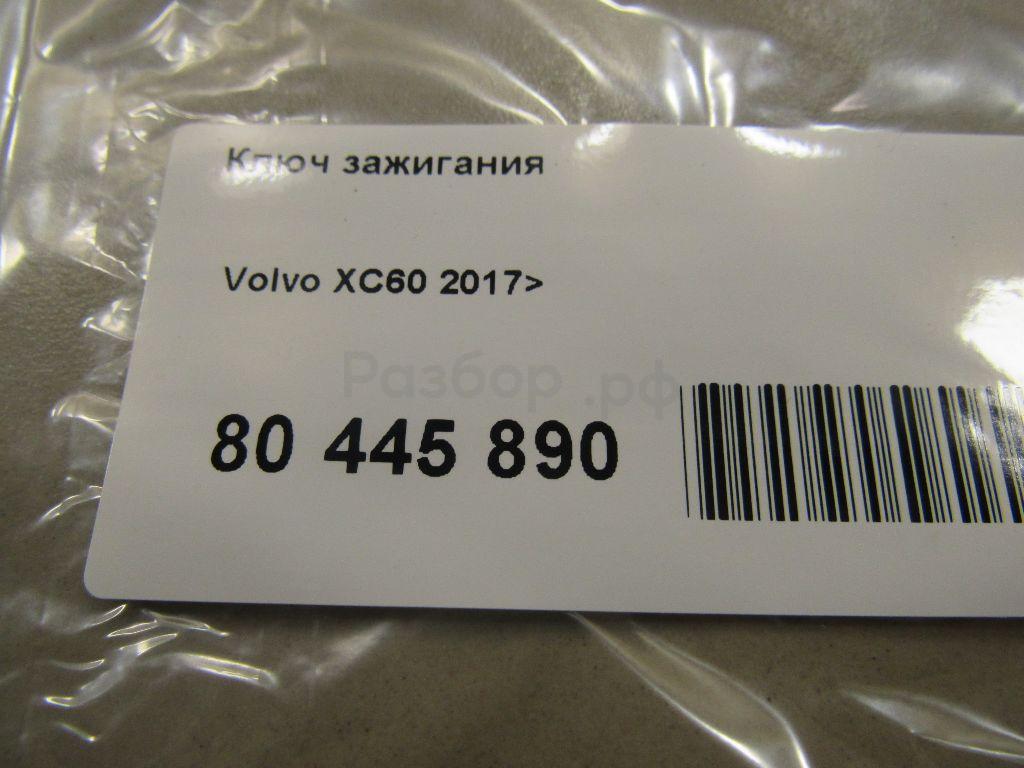 Ключ зажигания
Volvo XC60 2017>
Разбор.рф
80 445 890